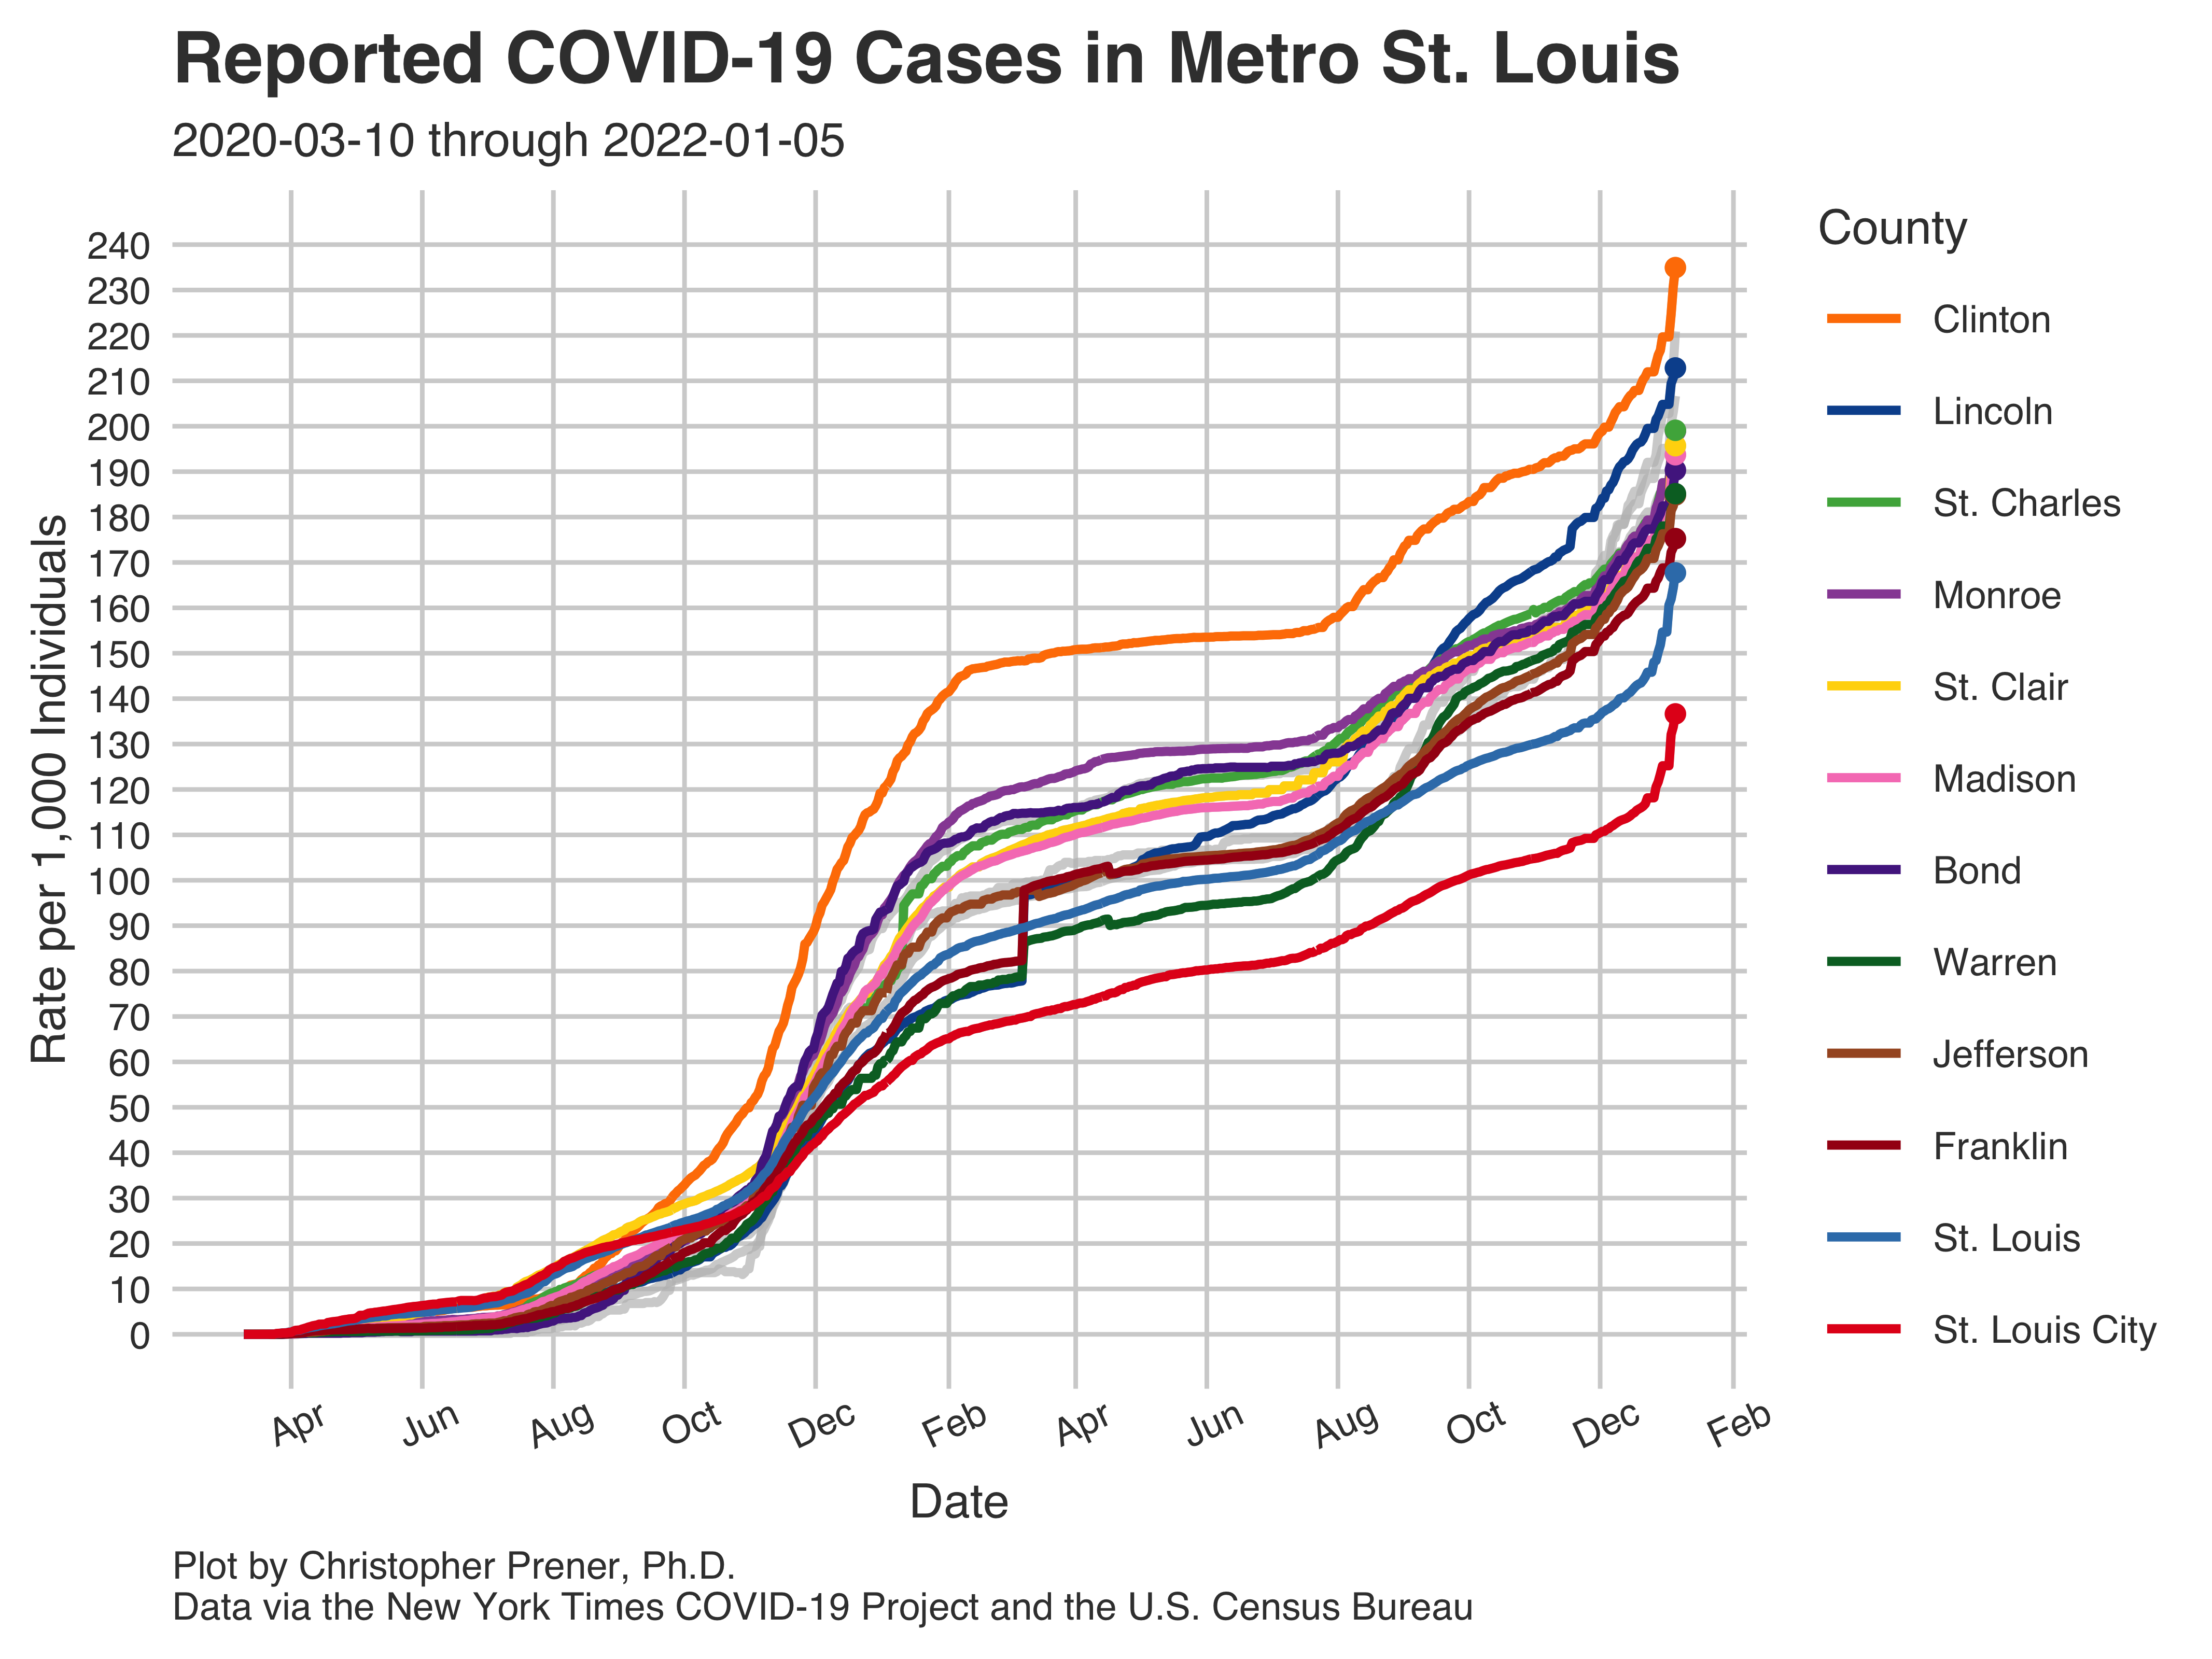 Reported COVID-19 Cases in Metro St. Louis
2020-03-10 through 2022-01-05
Rate per 1,000 Individuals
240
230
220
210
200
190
180
170
160
150
140
130
120
110
100
90
80
70
60
50
40
30
20
10
0
Apr Jun Aug Oct Dec Feb Apr Jun Aug Oct Dec Feb
Date
County
Clinton
Lincoln
St. Charles
Monroe
St. Clair
Madison
Bond
Warren
Jefferson
Franklin
St. Louis
St. Louis City
Plot by Christopher Prener, Ph.D.
Data via the New York Times COVID-19 Project and the U.S. Census Bureau